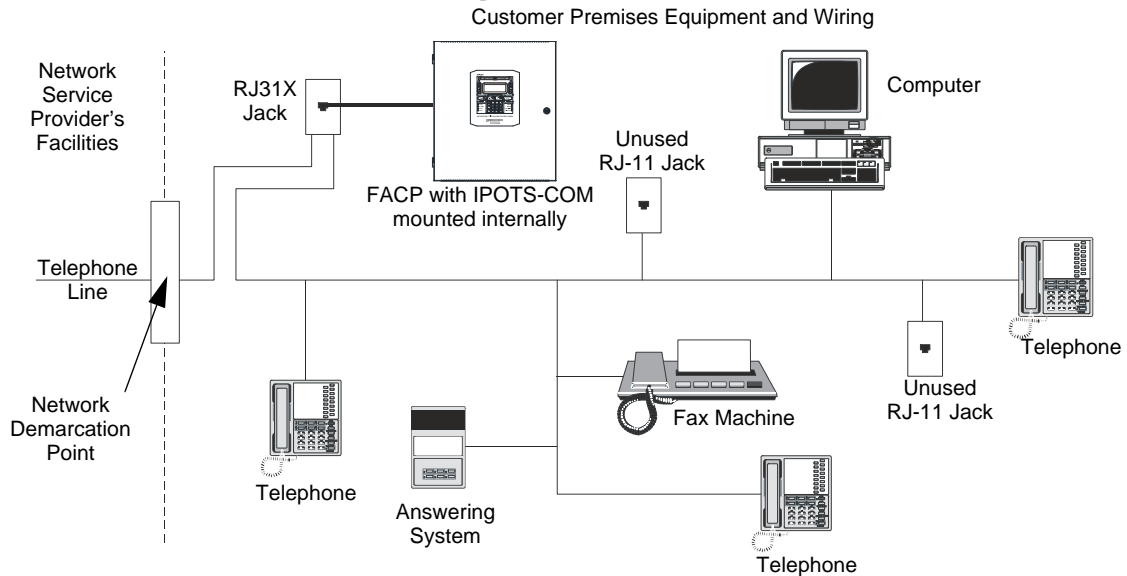 Customer Premises Equipment and Wiring
Network
Service
Provider's
Facilities
RJ31X
Jack
Computer
Unused
RJ-11 Jack
FACP with IPOTS-COM
mounted internally
Telephone
Line
Telephone
Unused
RJ-11 Jack
Network
Demarcation
Point
Fax Machine
Telephone
Answering
System
Telephone